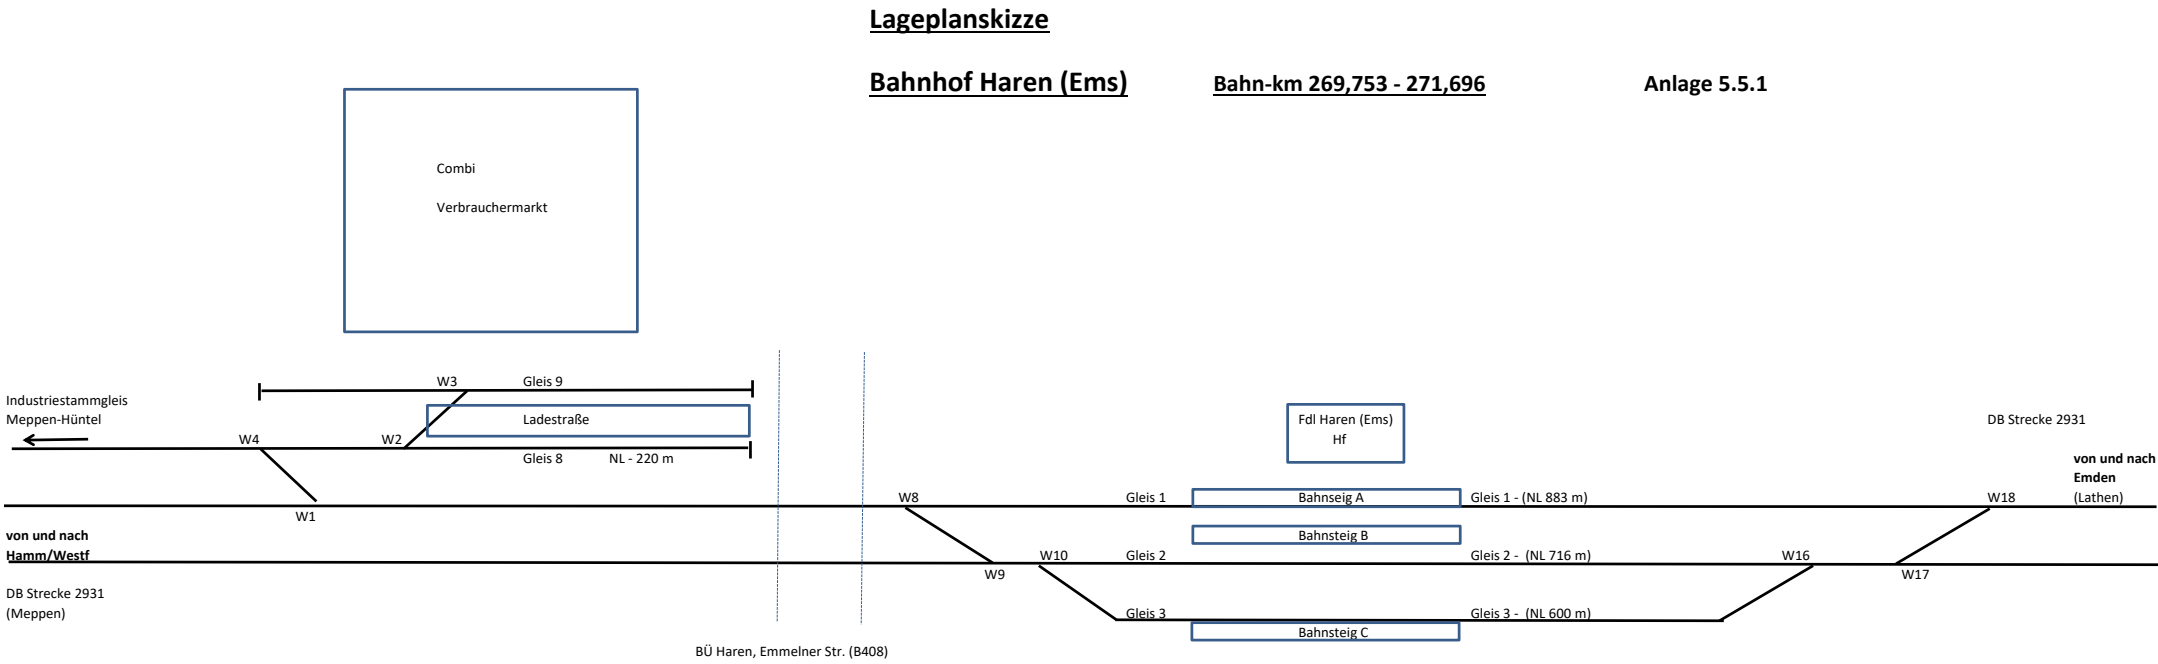 Lageplanskizze
Bahnhof Haren (Ems) Bahn-km 269,753 - 271,696 Anlage 5.5.1
Combi
Verbrauchermarkt
W3 Gleis 9
Industriestammgleis
Meppen-Hüntel
Ladestraße
W4 W2
Gleis 8 NL - 220 m
Fdl Haren (Ems)
Hf
DB Strecke 2931
von und nach
Emden
(Lathen)
W8 Gleis 1 Bahnseig A Gleis 1 - (NL 883 m) W18
W1
von und nach
Hamm/Westf
Bahnsteig B
W10 Gleis 2 Gleis 2 - (NL 716 m) W16
W9 W17
DB Strecke 2931
(Meppen)
Gleis 3 Gleis 3 - (NL 600 m)
Bahnsteig C
BÜ Haren, Emmelner Str. (B408)